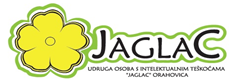 JAGLAC
UDRUGA OSOBA S INTELEKTUALNIM TEŠKOĆAMA
"JAGLAC" ORAHOVICA